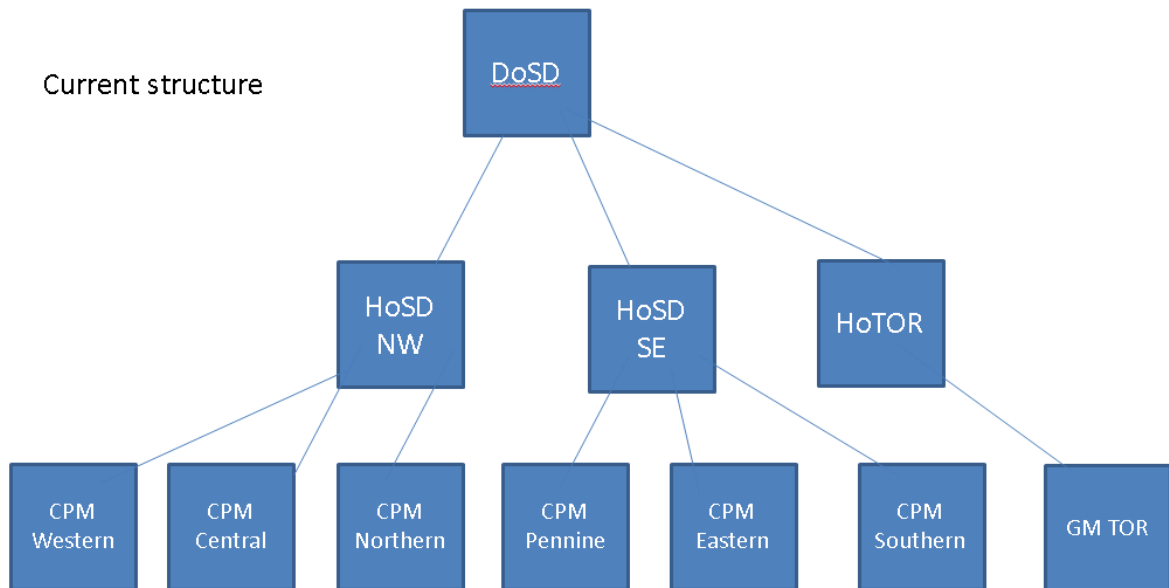 Current structure
DoSD
HoSD
NW
HoSD
SE
HoTOR
CPM
Western
CPM
Central
CPM
Northern
CPM
Pennine
CPM
Eastern
CPM
Southern
GM TOR